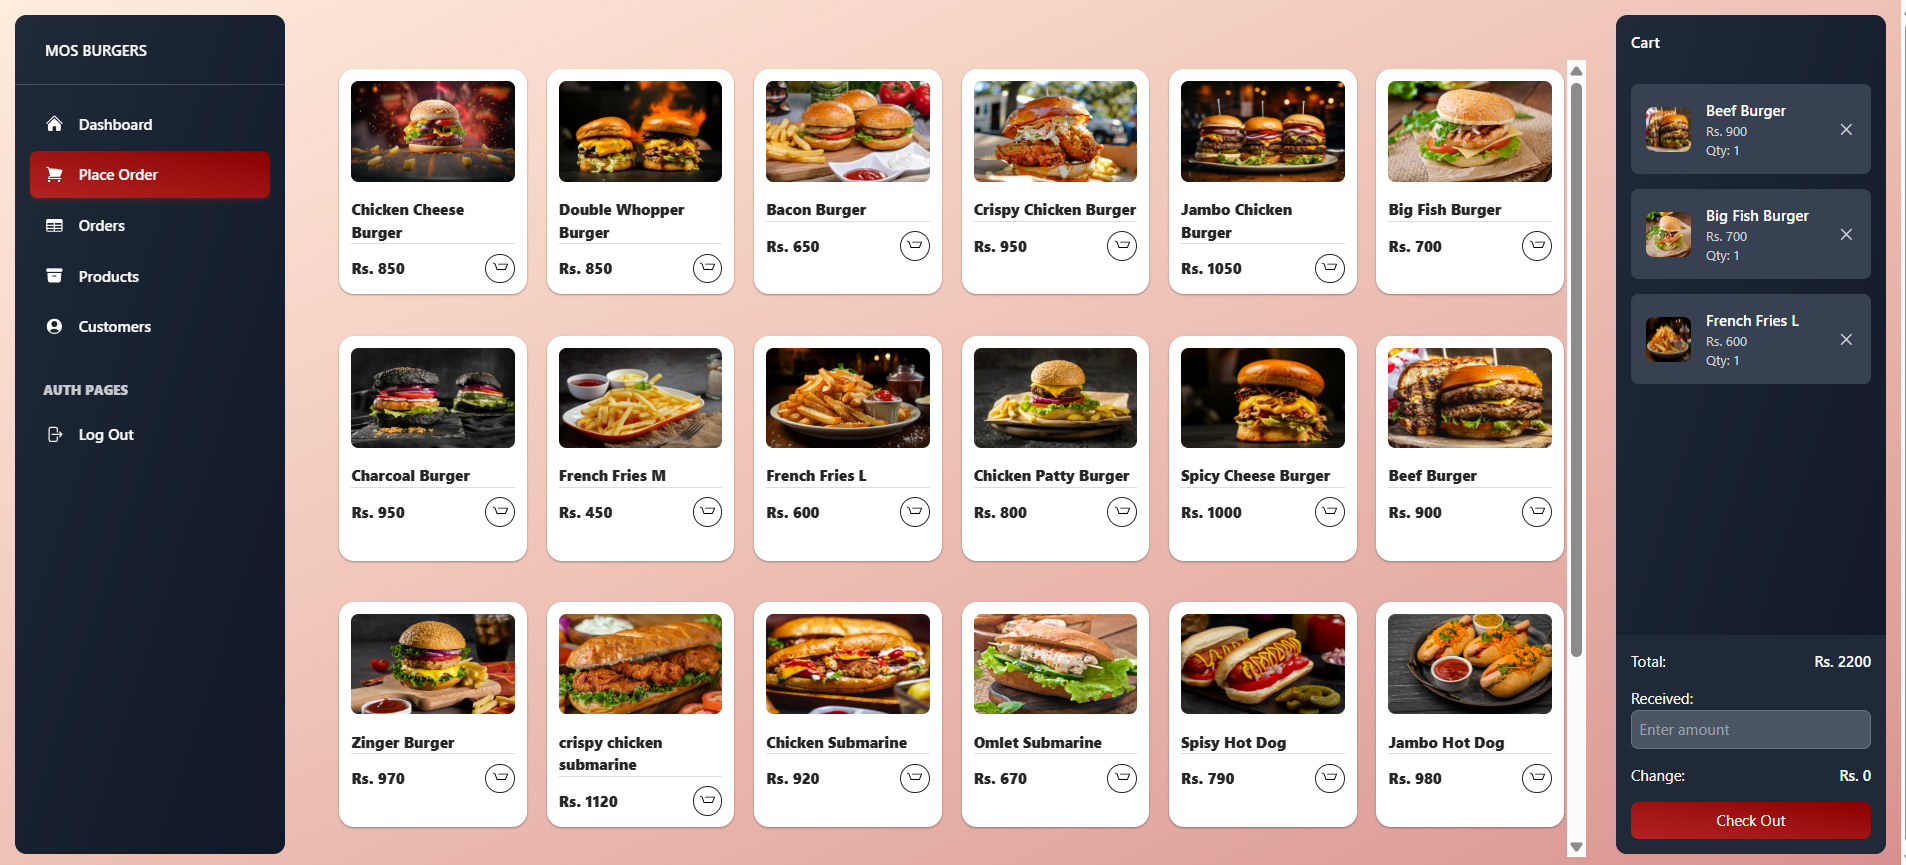 MOS BURGERS
Dashboard
Place Order
Orders
Products
Customers
AUTH PAGES
Log Out
Chicken Cheese
Burger
Rs. 850
Double Whopper
Burger
Rs. 850
Bacon Burger
Rs. 650
Crispy Chicken Burger
Rs. 950
Jambo Chicken
Burger
Rs. 1050
Big Fish Burger
Rs. 700
Charcoal Burger
Rs. 950
French Fries M
Rs. 450
French Fries L
Rs. 600
Chicken Patty Burger
Rs. 800
Spicy Cheese Burger
Rs. 1000
Beef Burger
Rs. 900
Zinger Burger
Rs. 970
crispy chicken
submarine
Rs. 1120
Chicken Submarine
Rs. 920
Omlet Submarine
Rs. 670
Spisy Hot Dog
Rs. 790
Jambo Hot Dog
Rs. 980
Cart
Beef Burger
Rs. 900
Qty: 1
Big Fish Burger
Rs. 700
Qty: 1
French Fries L
Rs. 600
Qty: 1
Total: Rs. 2200
Received:
Enter amount
Change: Rs. 0
Check Out